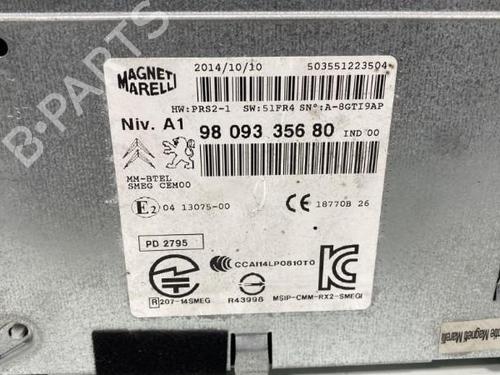 B-PARTS
MAGNETI
MARELLI
2014/10/10
503551223504
HW:PRS2-1 SW:51FR4 SN°:A-8GTI9AP
Niv. A1
98 093 356 80 IND 00
MM-BTEL
SMEG CEM00
E2 04 13075-00
CE 18770B 26
PD 2795
CCAI14LP0810T0
R 207-14SMEG
R43998
MSIP-CMM-RX2-SMEGI
KC
Magneti Marelli